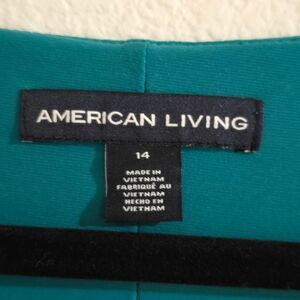 AMERICAN LIVING
14
MADE IN
VIETNAM
FABRIQUÉ AU
VIETNAM
HECHO EN
VIETNAM